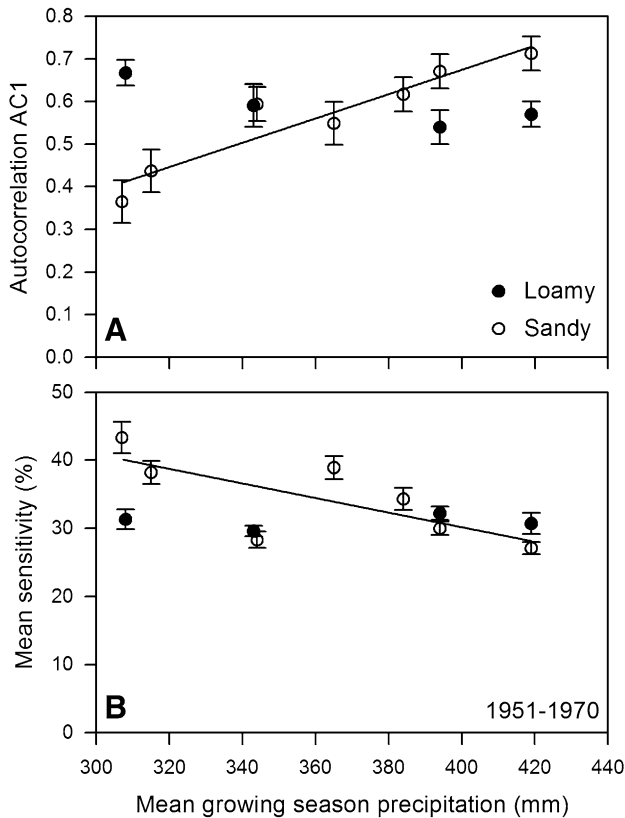 Autocorrelation AC1
0.8
0.7
0.6
0.5
0.4
0.3
0.2
0.1
0.0
A
Loamy
Sandy
Mean sensitivity (%)
50
40
30
20
10
0
B
1951-1970
300 320 340 360 380 400 420 440
Mean growing season precipitation (mm)